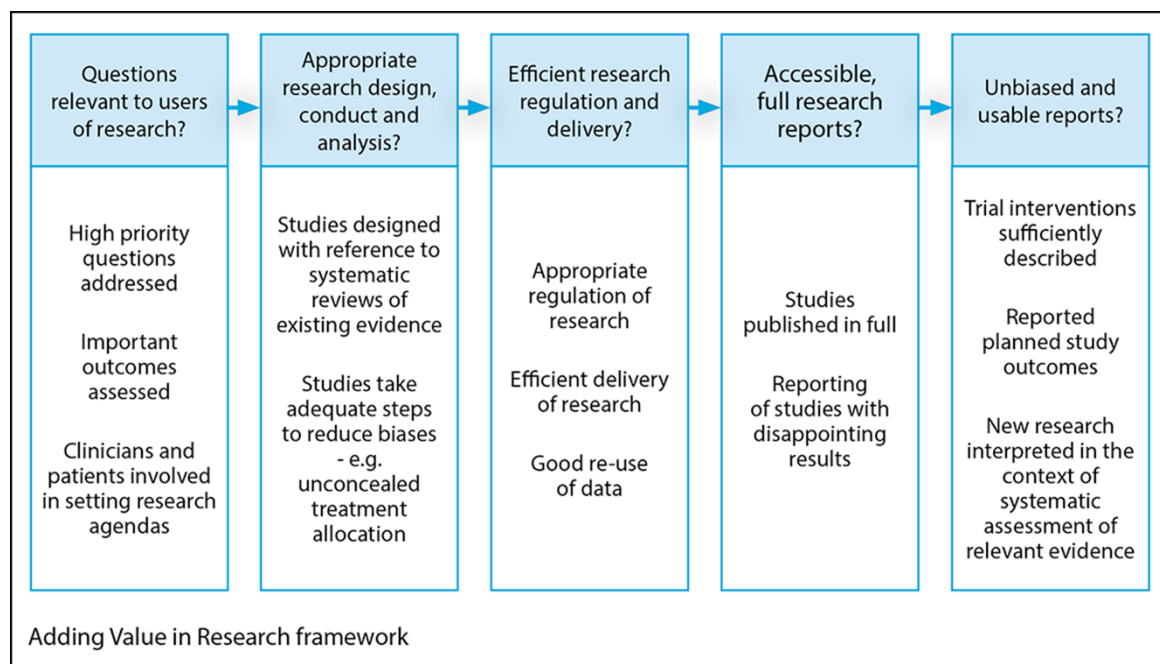 Questions
relevant to users
of research?
High priority
questions
addressed
Important
outcomes
assessed
Clinicians and
patients involved
in setting research
agendas
Appropriate
research design,
conduct and
analysis?
Studies designed
with reference to
systematic
reviews of
existing evidence
Studies take
adequate steps
to reduce biases
- e.g.
unconcealed
treatment
allocation
Efficient research
regulation and
delivery?
Appropriate
regulation of
research
Efficient delivery
of research
Good re-use
of data
Accessible,
full research
reports?
Studies
published in full
Reporting
of studies with
disappointing
results
Unbiased and
usable reports?
Trial interventions
sufficiently
described
Reported
planned study
outcomes
New research
interpreted in the
context of
systematic
assessment of
relevant evidence
Adding Value in Research framework